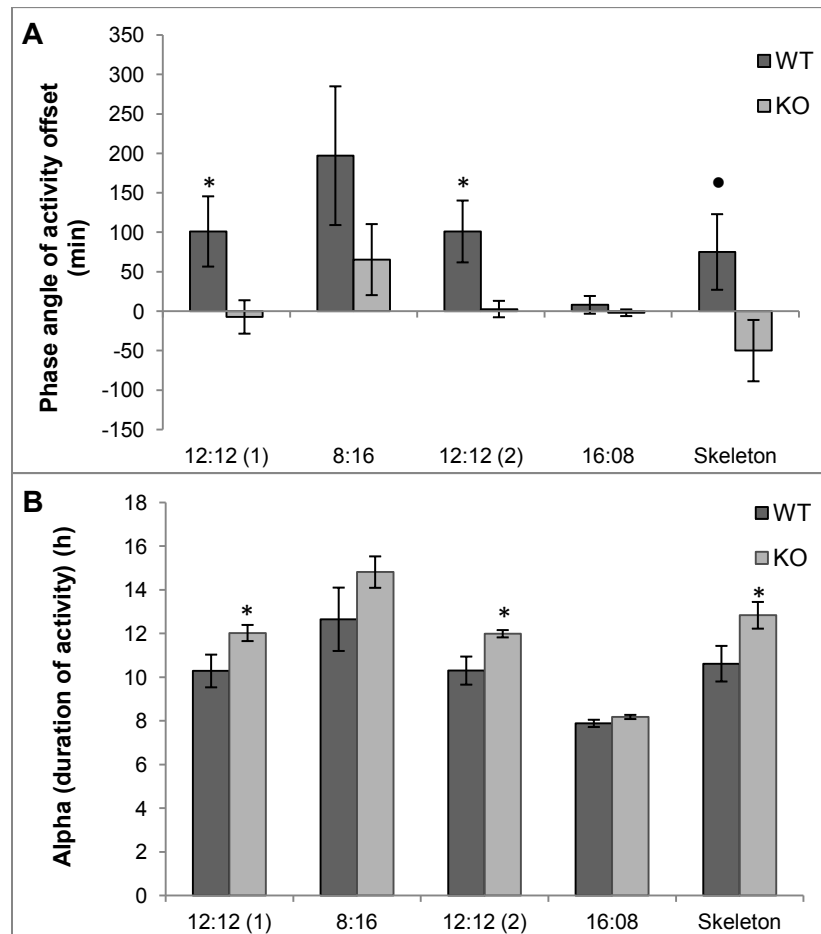 A
Phase angle of activity offset
(min)
350
300
250
200
150
100
50
0
-50
-100
-150
WT
KO
*
*
•
12:12 (1) 8:16 12:12 (2) 16:08 Skeleton
B
Alpha (duration of activity) (h)
18
16
14
12
10
8
6
4
2
0
WT
KO
*
*
*
12:12 (1) 8:16 12:12 (2) 16:08 Skeleton